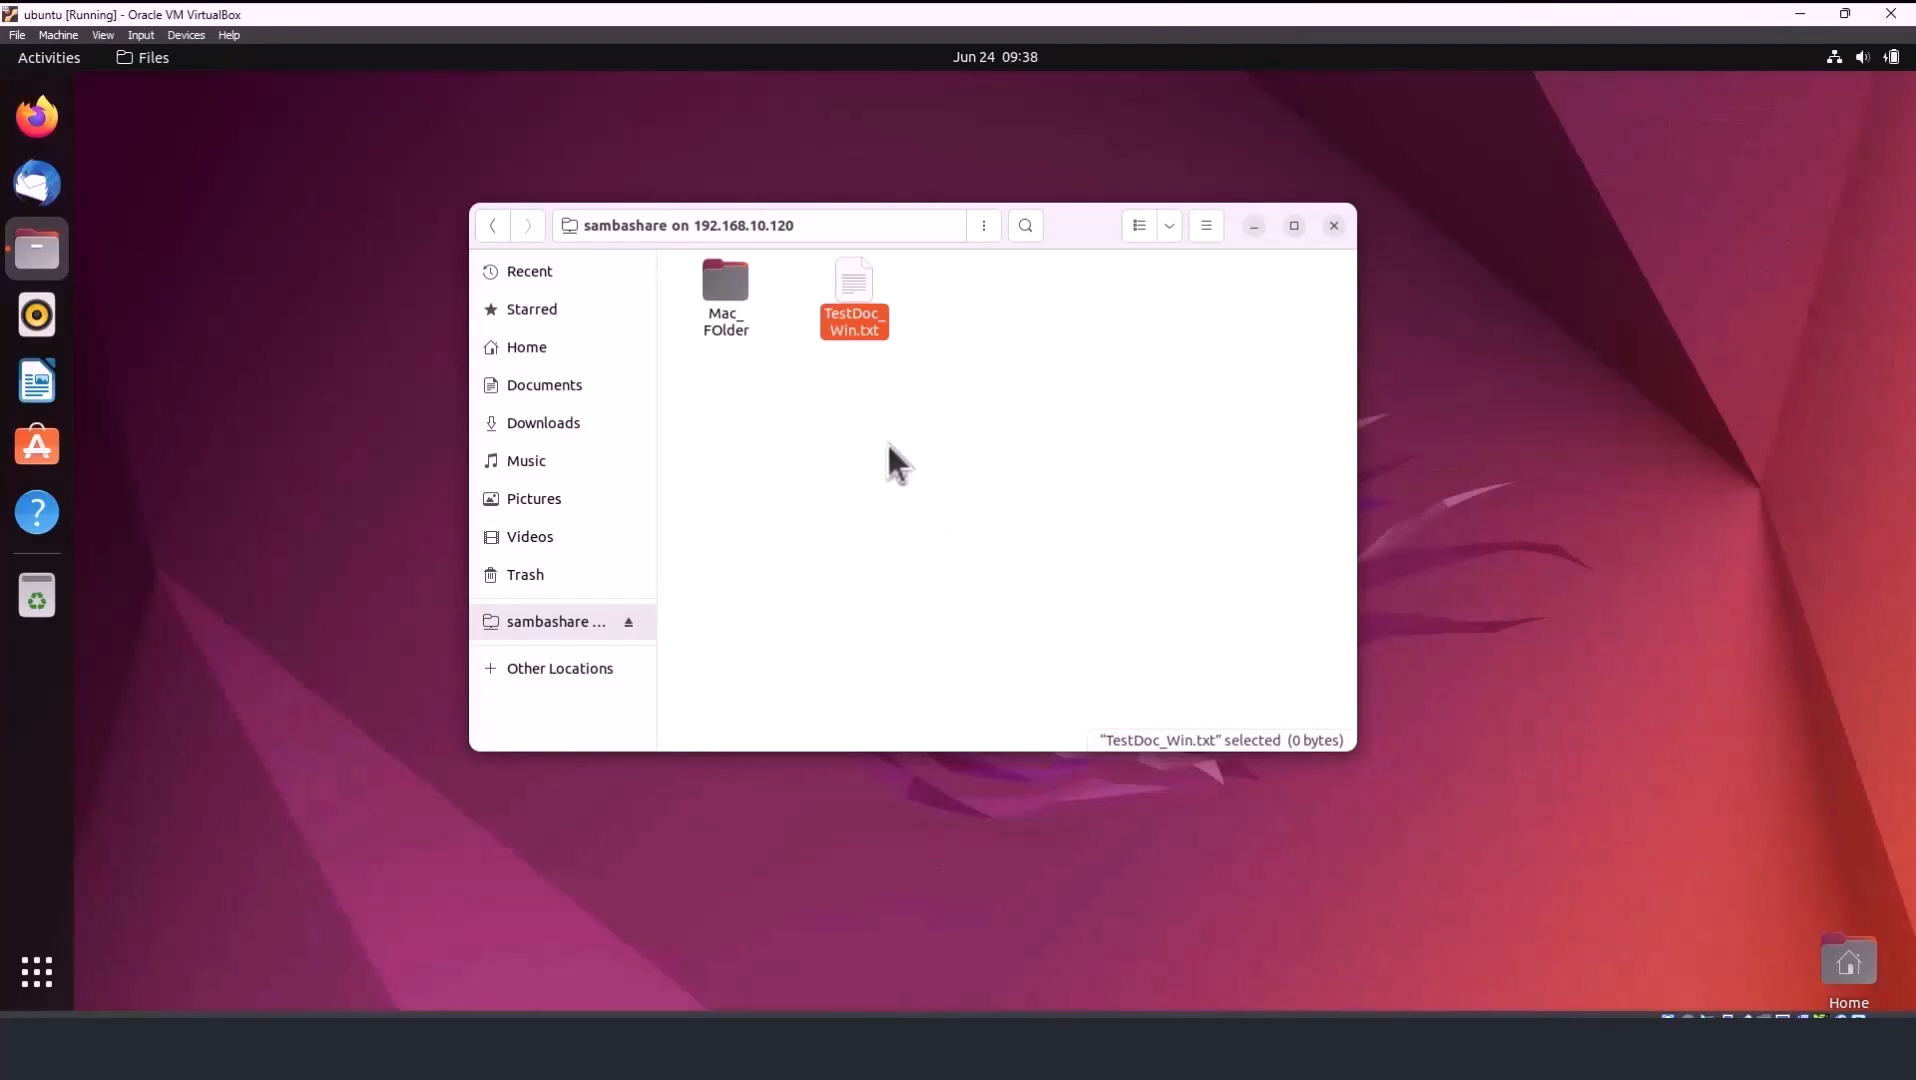 ubuntu [Running] - Oracle VM VirtualBox
File Machine View Input Devices Help
Activities Files Jun 24 09:38
sambashare on 192.168.10.120
Recent
Starred
Home
Documents
Downloads
Music
Pictures
Videos
Trash
sambashare ...
Other Locations
Mac_
FOlder
TestDoc_
Win.txt
"TestDoc_Win.txt" selected (0 bytes)
Home